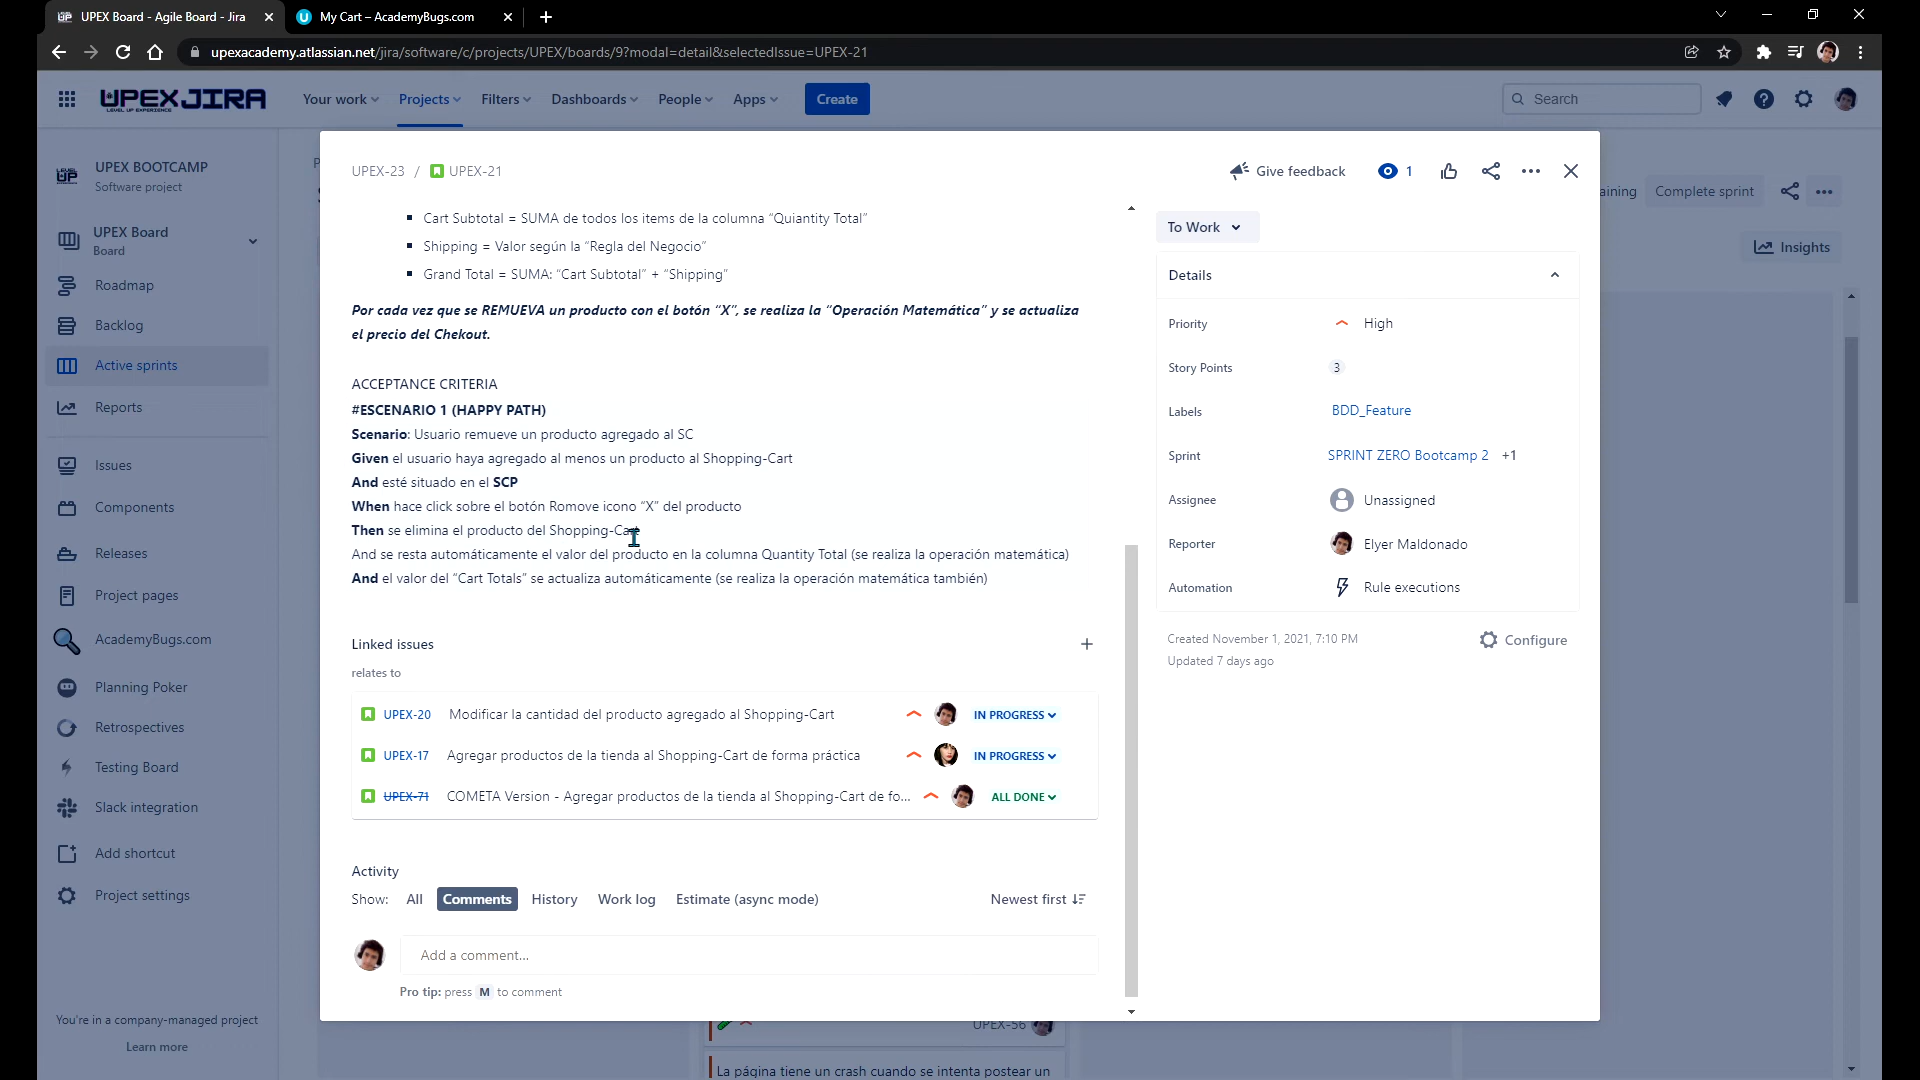 UPEX Board - Agile Board - Jira
My Cart – AcademyBugs.com
upexacademy.atlassian.net/jira/software/c/projects/UPEX/boards/9?modal=detail&selectedIssue=UPEX-21
UPEXJIRA
LEVEL UP EXPERIENCE
Your work
Projects
Filters
Dashboards
People
Apps
Create
Search
UPEX BOOTCAMP
Software project
UPEX Board
Board
Roadmap
Backlog
Active sprints
Reports
Issues
Components
Releases
Project pages
AcademyBugs.com
Planning Poker
Retrospectives
Testing Board
Slack integration
Add shortcut
Project settings
You're in a company-managed project
Learn more
Complete sprint
Insights
UPEX-23 / UPEX-21
Give feedback
1
Cart Subtotal = SUMA de todos los items de la columna “Quiantity Total”
Shipping = Valor según la “Regla del Negocio”
Grand Total = SUMA: “Cart Subtotal” + “Shipping”
Por cada vez que se REMUEVA un producto con el botón “X”, se realiza la “Operación Matemática” y se actualiza
el precio del Chekout.
ACCEPTANCE CRITERIA
#ESCENARIO 1 (HAPPY PATH)
Scenario: Usuario remueve un producto agregado al SC
Given el usuario haya agregado al menos un producto al Shopping-Cart
And esté situado en el SCP
When hace click sobre el botón Romove icono “X” del producto
Then se elimina el producto del Shopping-Cart
And se resta automáticamente el valor del producto en la columna Quantity Total (se realiza la operación matemática)
And el valor del “Cart Totals” se actualiza automáticamente (se realiza la operación matemática también)
Linked issues
relates to
UPEX-20 Modificar la cantidad del producto agregado al Shopping-Cart IN PROGRESS
UPEX-17 Agregar productos de la tienda al Shopping-Cart de forma práctica IN PROGRESS
UPEX-71 COMETA Version - Agregar productos de la tienda al Shopping-Cart de fo... ALL DONE
Activity
Show: All Comments History Work log Estimate (async mode) Newest first
Add a comment...
Pro tip: press M to comment
To Work
Details
Priority High
Story Points 3
Labels BDD_Feature
Sprint SPRINT ZERO Bootcamp 2 +1
Assignee Unassigned
Reporter Elyer Maldonado
Automation Rule executions
Created November 1, 2021, 7:10 PM
Updated 7 days ago
Configure
UPEX-56
La página tiene un crash cuando se intenta postear un